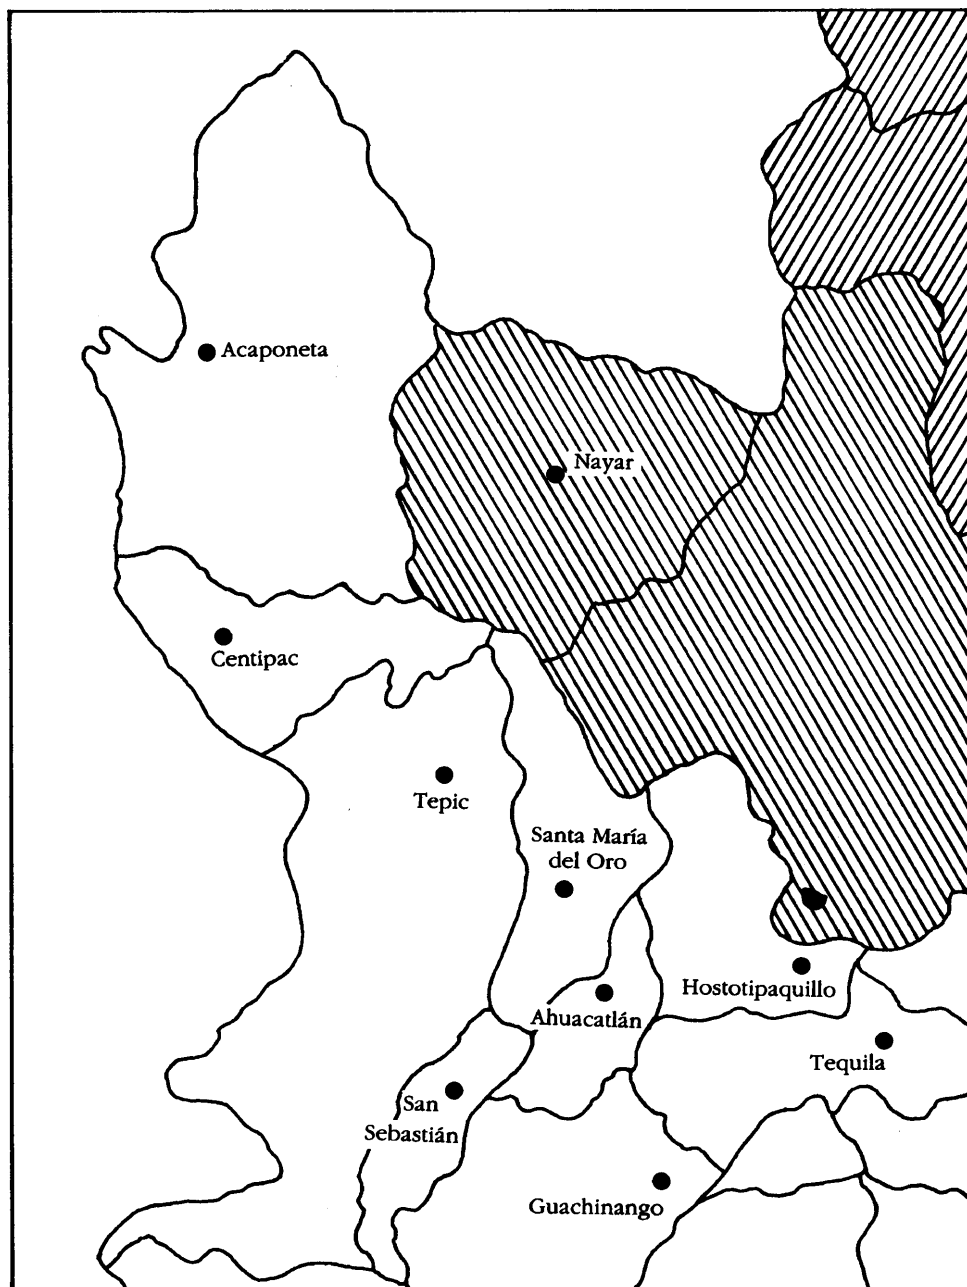 Acaponeta
Nayar
Centipac
Tepic
Santa María
del Oro
Hostotipaquillo
Ahuacatlán
Tequila
San
Sebastián
Guachinango